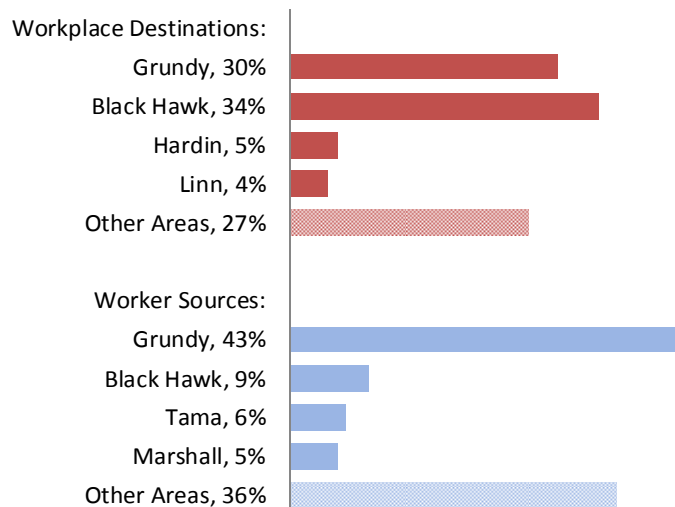 Workplace Destinations:
Grundy, 30%
Black Hawk, 34%
Hardin, 5%
Linn, 4%
Other Areas, 27%
Worker Sources:
Grundy, 43%
Black Hawk, 9%
Tama, 6%
Marshall, 5%
Other Areas, 36%